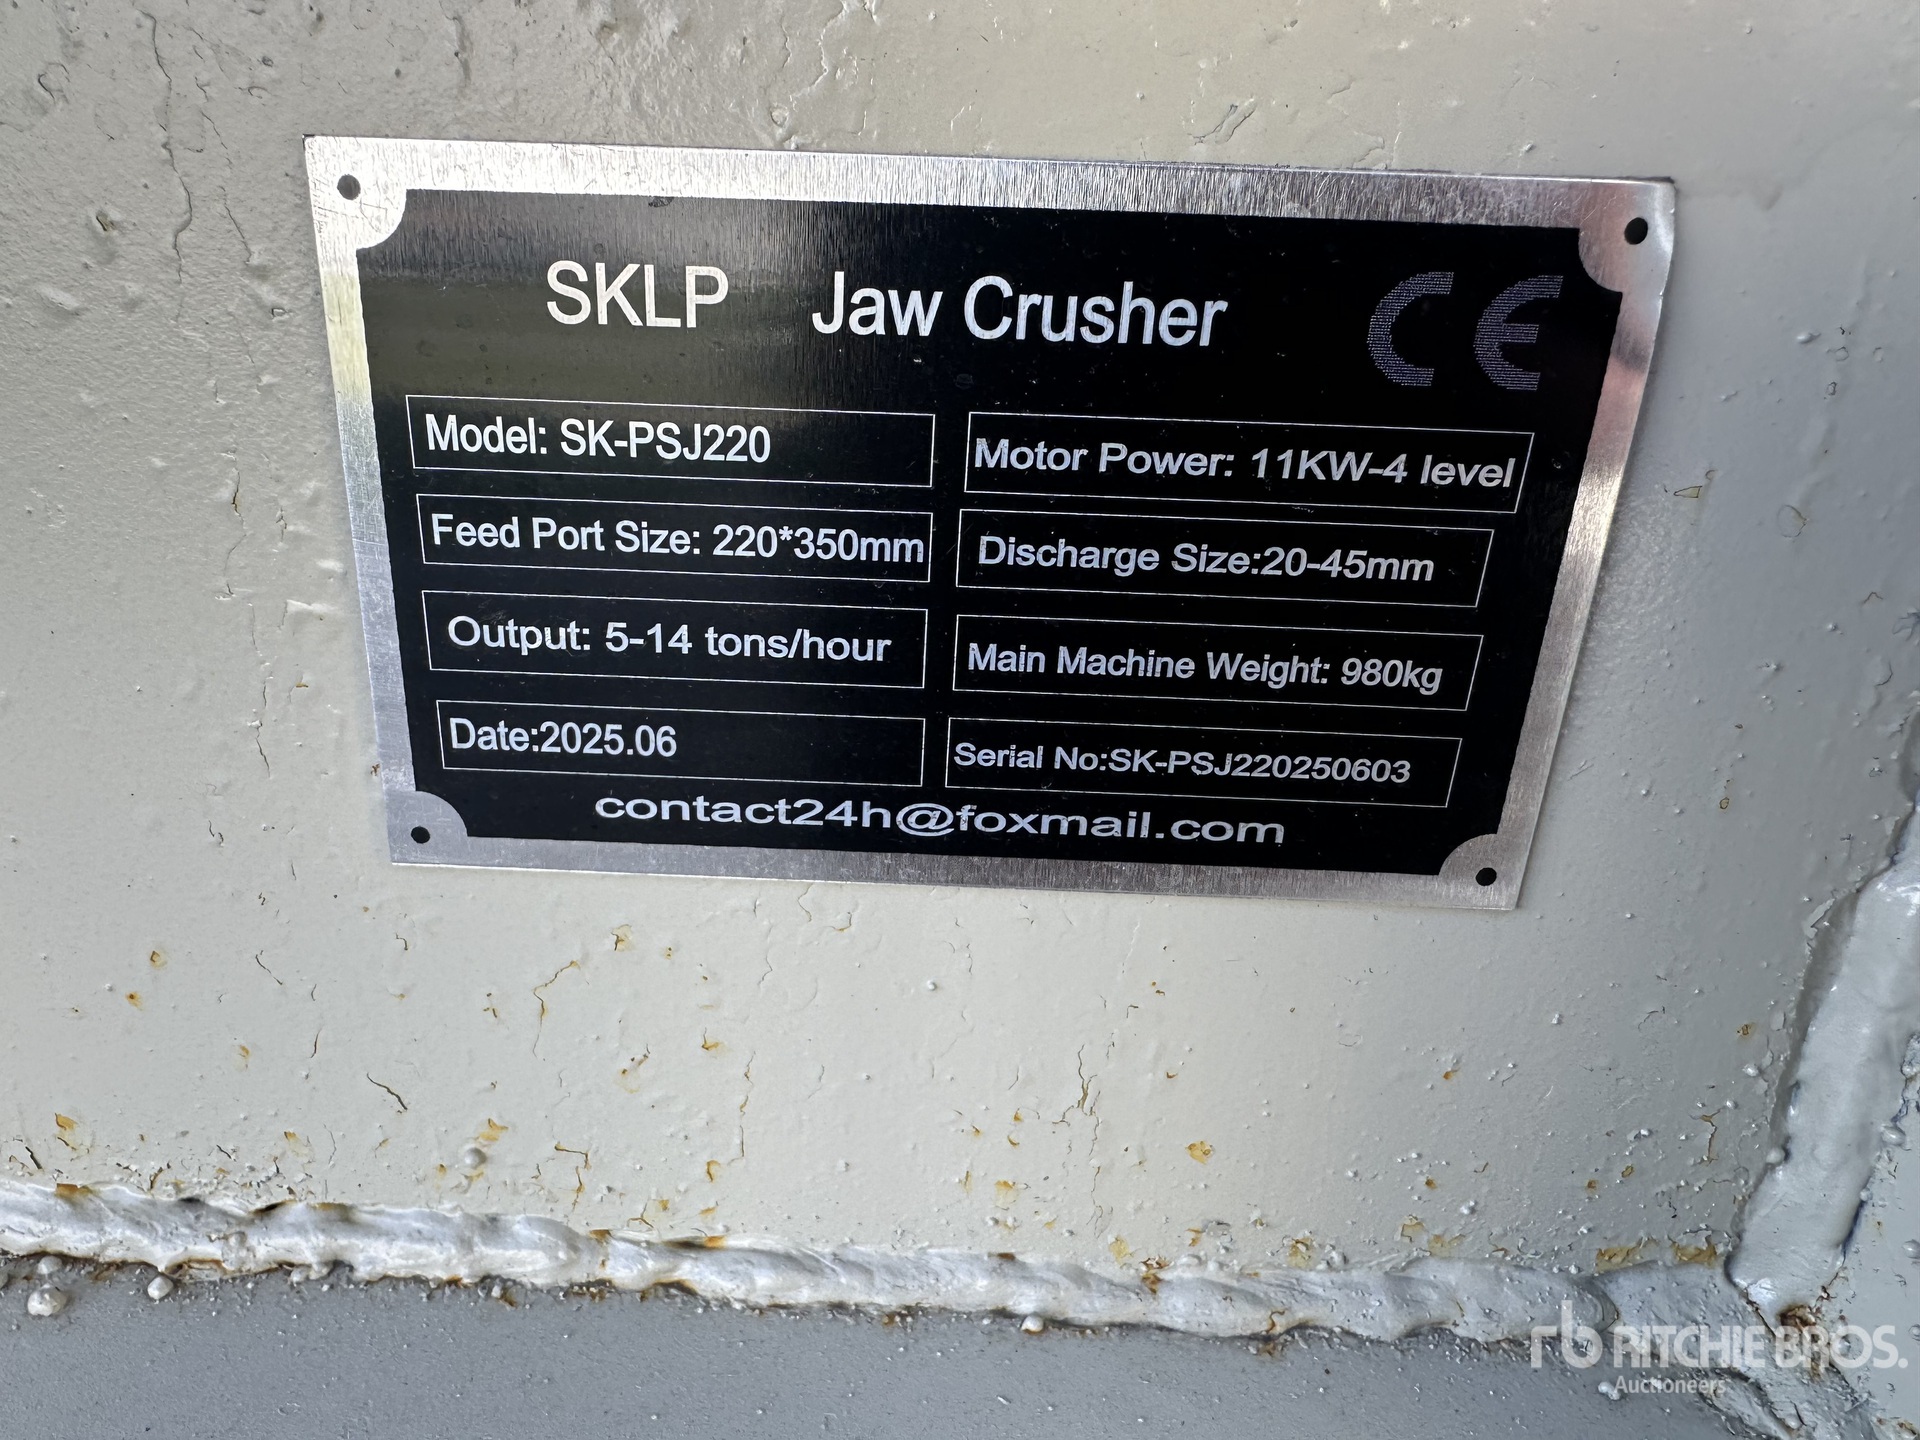 SKLP Jaw Crusher CE
Model: SK-PSJ220
Motor Power: 11KW-4 level
Feed Port Size: 220*350mm
Discharge Size:20-45mm
Output: 5-14 tons/hour
Main Machine Weight: 980kg
Date:2025.06
Serial No:SK-PSJ220250603
contact24h@foxmail.com
rb RITCHIE BROS.
Auctioneers